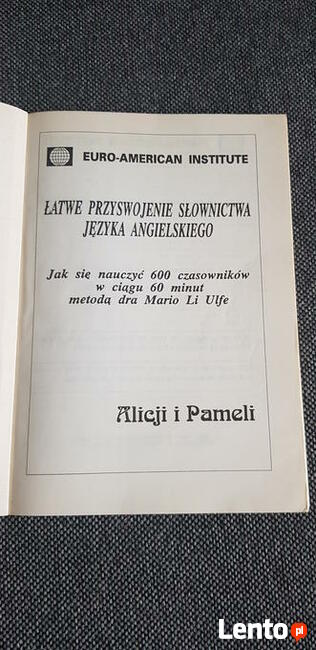 EURO-AMERICAN INSTITUTE
ŁATWE PRZYSWOJENIE SŁOWNICTWA
JĘZYKA ANGIELSKIEGO
Jak się nauczyć 600 czasowników
w ciągu 60 minut
metodą dra Mario Li Ulfe
Alicji i Pameli
Lento.pl